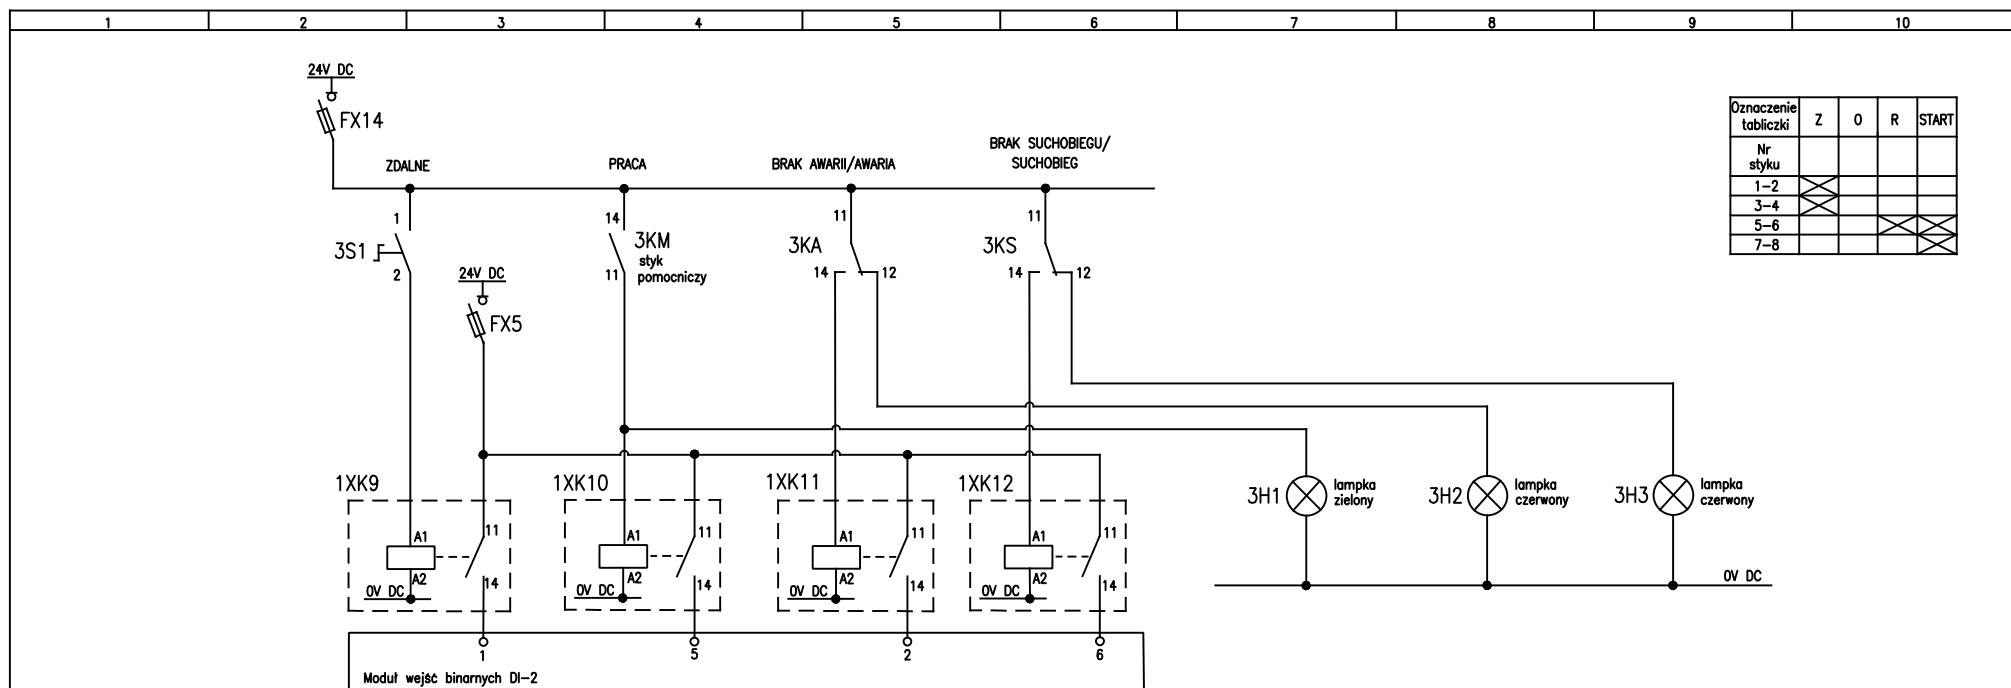 1 2 3 4 5 6 7 8 9 10
24V DC
FX14
ZDALNE
PRACA
BRAK AWARII/AWARIA
BRAK SUCHOBIEGU/
SUCHOBIEG
Oznaczenie
tabliczki
Z
O
R
START
Nr
styku
1-2
3-4
5-6
7-8
1
3S1
2
14
3KM
styk
pomocniczy
11
11
3KA
14
12
11
3KS
14
12
24V DC
FX5
1XK9
A1
A2
0V DC
11
14
1XK10
A1
A2
0V DC
11
14
1XK11
A1
A2
0V DC
11
14
1XK12
A1
A2
0V DC
11
14
3H1
lampka
zielony
3H2
lampka
czerwony
3H3
lampka
czerwony
0V DC
1
5
2
6
Moduł wejść binarnych DI-2